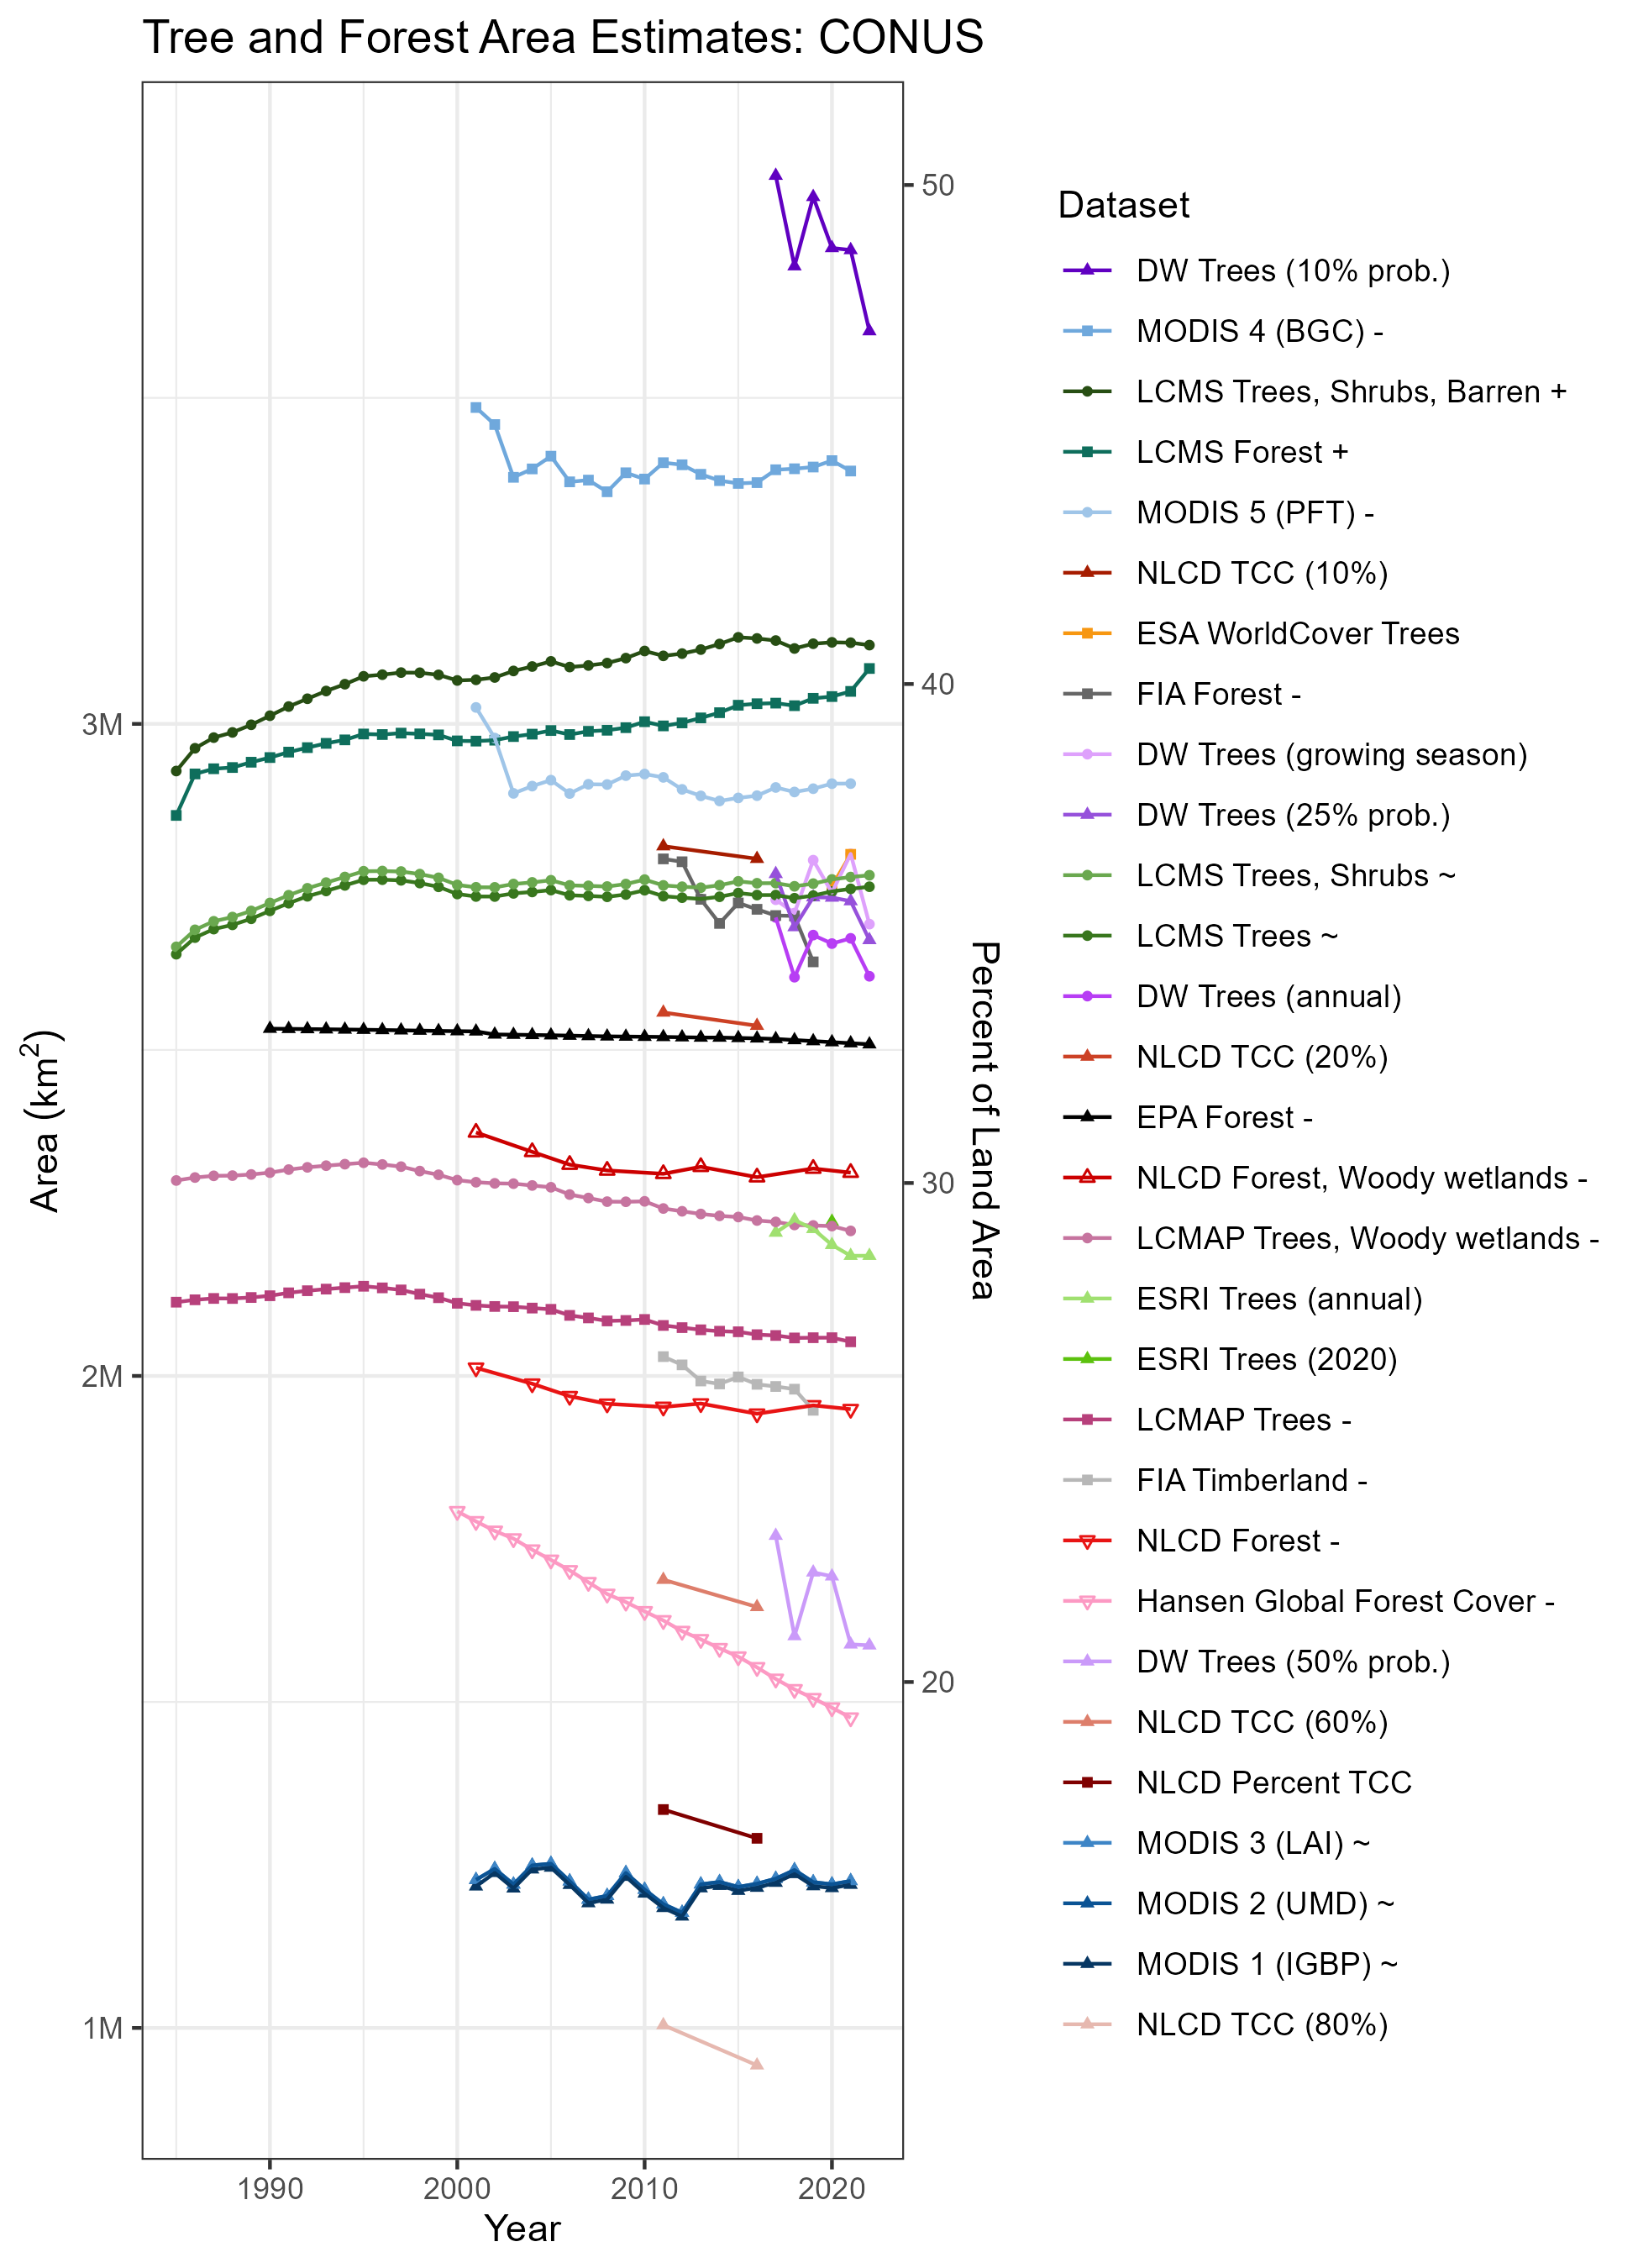 Tree and Forest Area Estimates: CONUS
Area (km²)
3M
2M
1M
1990
2000
2010
2020
Year
50
40
30
20
Percent of Land Area
Dataset
DW Trees (10% prob.)
MODIS 4 (BGC) -
LCMS Trees, Shrubs, Barren +
LCMS Forest +
MODIS 5 (PFT) -
NLCD TCC (10%)
ESA WorldCover Trees
FIA Forest -
DW Trees (growing season)
DW Trees (25% prob.)
LCMS Trees, Shrubs ~
LCMS Trees ~
DW Trees (annual)
NLCD TCC (20%)
EPA Forest -
NLCD Forest, Woody wetlands -
LCMAP Trees, Woody wetlands -
ESRI Trees (annual)
ESRI Trees (2020)
LCMAP Trees -
FIA Timberland -
NLCD Forest -
Hansen Global Forest Cover -
DW Trees (50% prob.)
NLCD TCC (60%)
NLCD Percent TCC
MODIS 3 (LAI) ~
MODIS 2 (UMD) ~
MODIS 1 (IGBP) ~
NLCD TCC (80%)